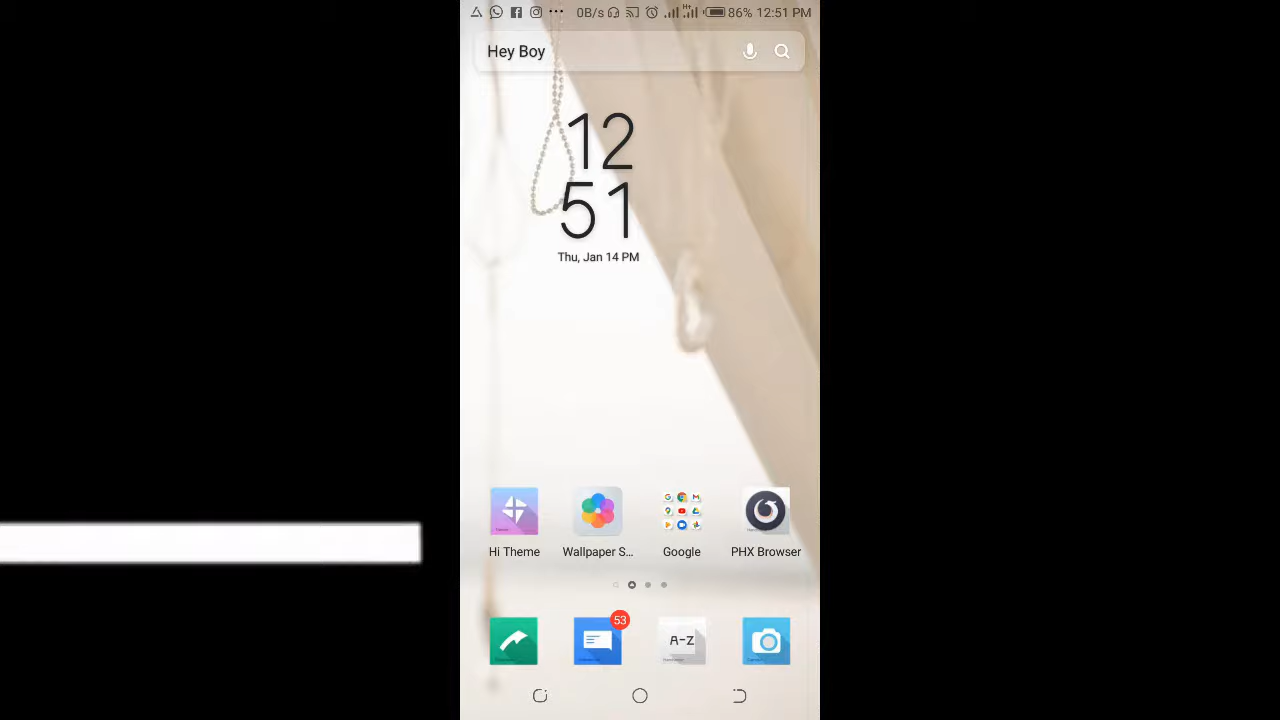 0B/s H+ 86% 12:51 PM
Hey Boy
12
51
Thu, Jan 14 PM
Hi Theme Wallpaper S... Google PHX Browser
53
A-Z